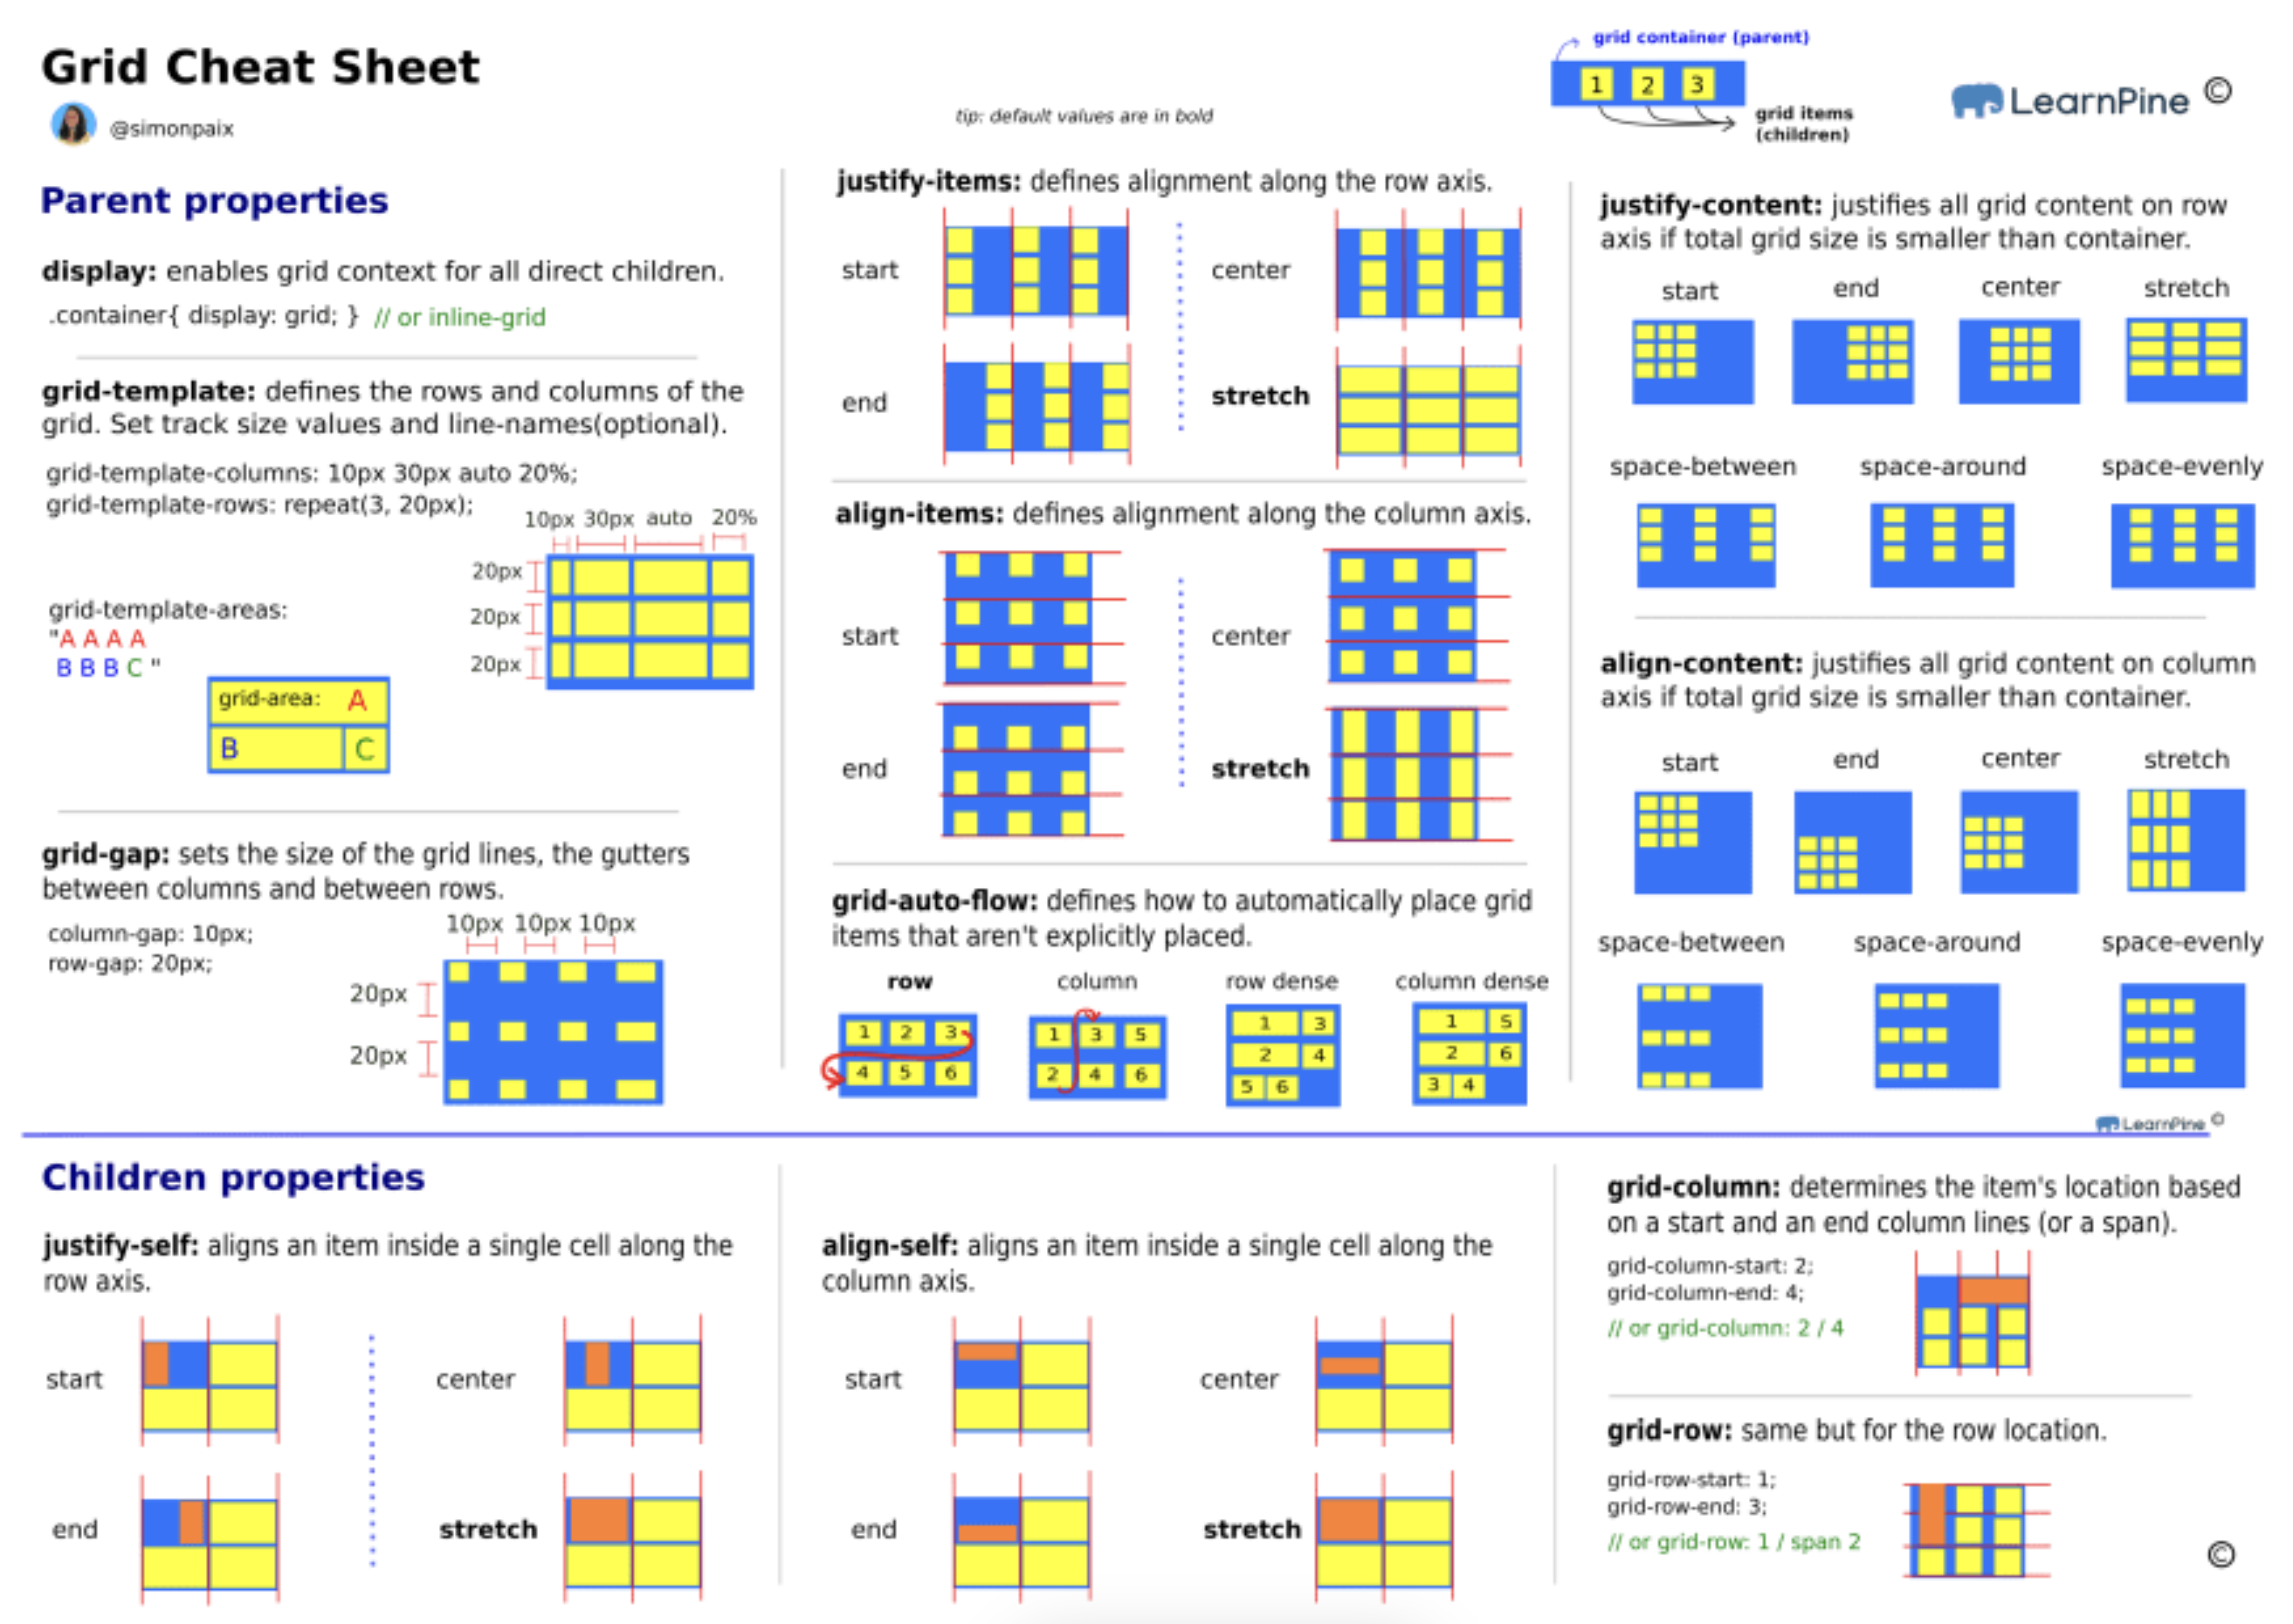 Grid Cheat Sheet
@simonpaix
tip: default values are in bold
grid container (parent)
1 2 3
grid items
(children)
LearnPine ©
Parent properties
display: enables grid context for all direct children.
.container{ display: grid; } // or inline-grid
grid-template: defines the rows and columns of the
grid. Set track size values and line-names(optional).
grid-template-columns: 10px 30px auto 20%;
grid-template-rows: repeat(3, 20px);
10px 30px auto 20%
20px
20px
20px
grid-template-areas:
"A A A A
B B B C "
grid-area: A
B C
grid-gap: sets the size of the grid lines, the gutters
between columns and between rows.
column-gap: 10px;
row-gap: 20px;
10px 10px 10px
20px
20px
justify-items: defines alignment along the row axis.
start center
end stretch
align-items: defines alignment along the column axis.
start center
end stretch
grid-auto-flow: defines how to automatically place grid
items that aren't explicitly placed.
row column row dense column dense
1 2 3
4 5 6
1 3 5
2 4 6
1 3
2 4
5 6
1 5
2 6
3 4
justify-content: justifies all grid content on row
axis if total grid size is smaller than container.
start end center stretch
space-between space-around space-evenly
align-content: justifies all grid content on column
axis if total grid size is smaller than container.
start end center stretch
space-between space-around space-evenly
LearnPine ©
Children properties
justify-self: aligns an item inside a single cell along the
row axis.
start center
end stretch
align-self: aligns an item inside a single cell along the
column axis.
start center
end stretch
grid-column: determines the item's location based
on a start and an end column lines (or a span).
grid-column-start: 2;
grid-column-end: 4;
// or grid-column: 2 / 4
grid-row: same but for the row location.
grid-row-start: 1;
grid-row-end: 3;
// or grid-row: 1 / span 2
©